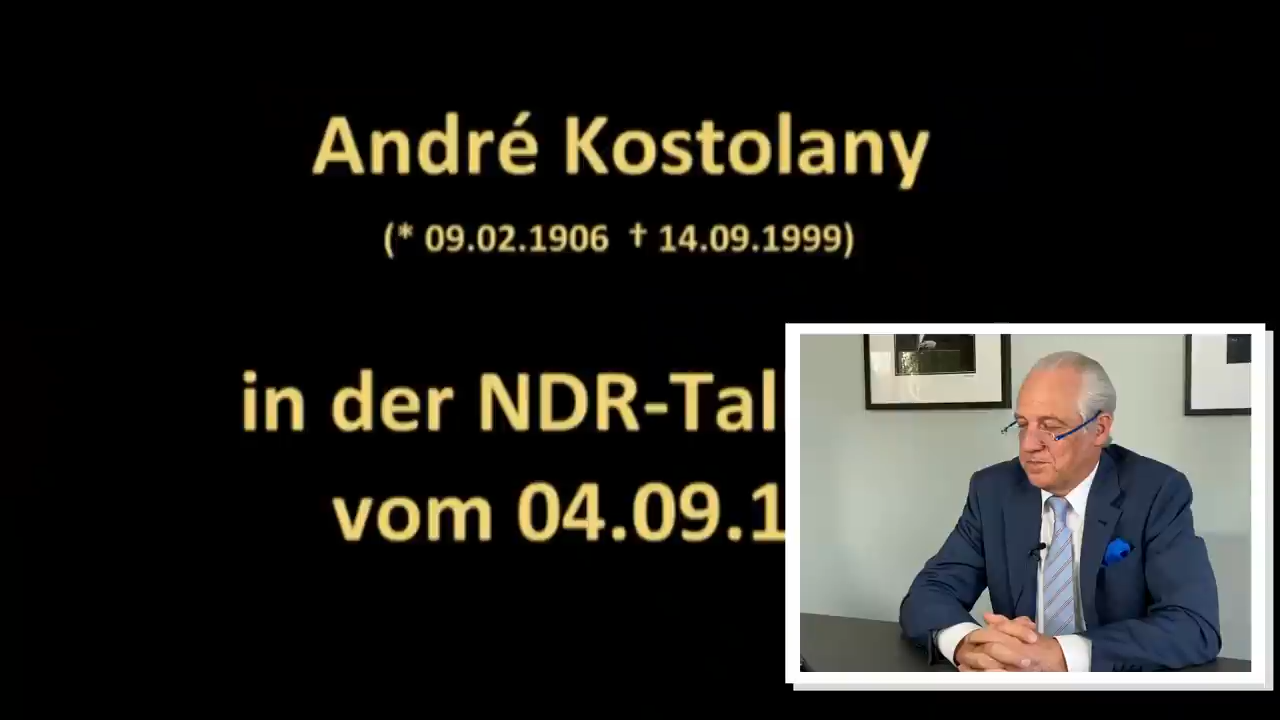 André Kostolany
(* 09.02.1906 † 14.09.1999)
in der NDR-Tal
vom 04.09.1